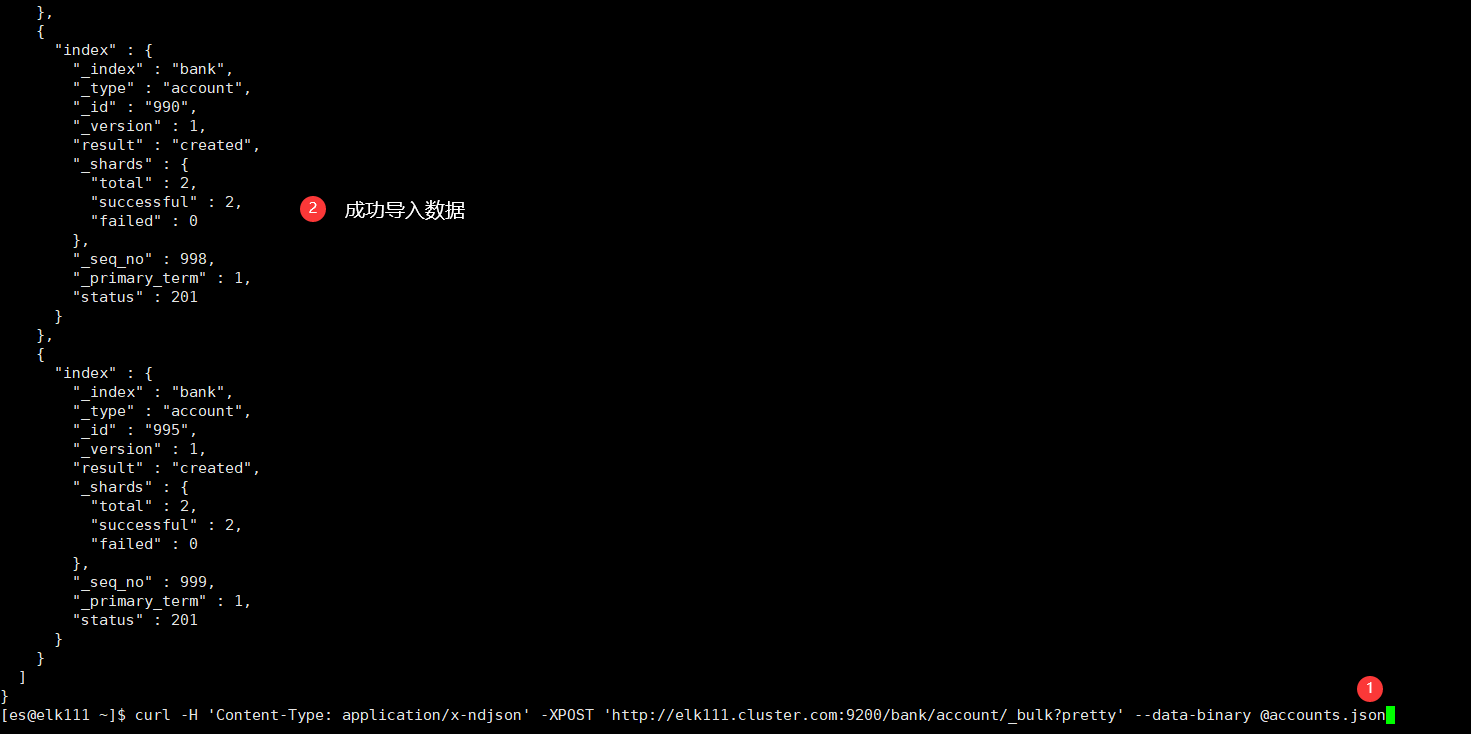 },
{
"index" : {
"_index" : "bank",
"_type" : "account",
"_id" : "990",
"_version" : 1,
"result" : "created",
"_shards" : {
"total" : 2,
"successful" : 2,
"failed" : 0
},
"_seq_no" : 998,
"_primary_term" : 1,
"status" : 201
}
},
{
"index" : {
"_index" : "bank",
"_type" : "account",
"_id" : "995",
"_version" : 1,
"result" : "created",
"_shards" : {
"total" : 2,
"successful" : 2,
"failed" : 0
},
"_seq_no" : 999,
"_primary_term" : 1,
"status" : 201
}
}
]
}
[es@elk111 ~]$ curl -H 'Content-Type: application/x-ndjson' -XPOST 'http://elk111.cluster.com:9200/bank/account/_bulk?pretty' --data-binary @accounts.json
1
2 成功导入数据